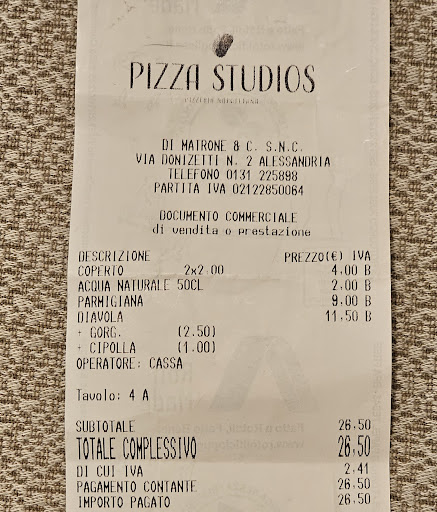 PIZZA STUDIOS
DI MAIRONE & C. S.N.C.
VIA DONIZETTI N. 2 ALESSANDRIA
TELEFONO 0131 225898
PARTITA IVA 02122850064
DOCUMENTO COMMERCIALE
di vendita o prestazione
DESCRIZIONE PREZZO(€) IVA
COPERTO 2x2.00 4.00 B
ACQUA NATURALE 50CL 2.00 B
PARMIGIANA 9.00 B
DIAVOLA 11.50 B
+ GORG. (2.50)
+ CIPOLLA (1.00)
OPERATORE: CASSA
Tavolo: 4 A
SUBTOTALE 26.50
TOTALE COMPLESSIVO 26,50
DI CUI IVA 2.41
PAGAMENTO CONTANTE 26.50
IMPORTO PAGATO 26.50